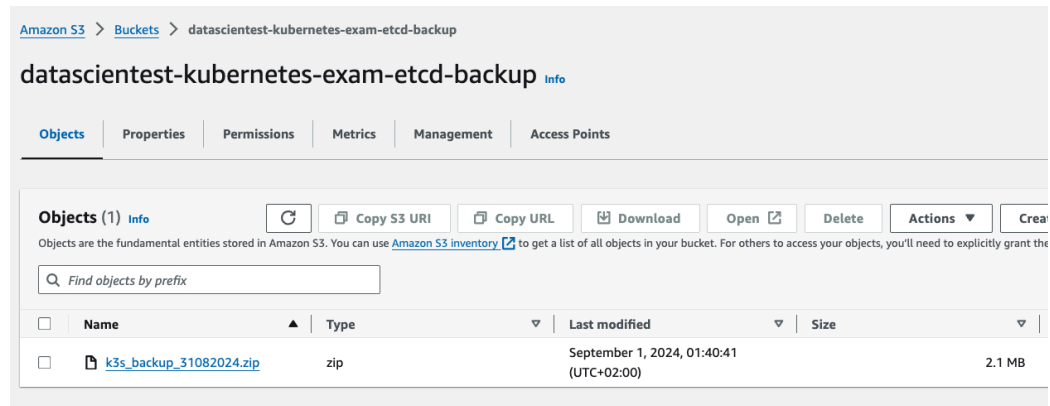 Amazon S3 > Buckets > datascientest-kubernetes-exam-etcd-backup
datascientest-kubernetes-exam-etcd-backup Info
Objects Properties Permissions Metrics Management Access Points
Objects (1) Info Copy S3 URI Copy URL Download Open Delete Actions ▼ Crea
Objects are the fundamental entities stored in Amazon S3. You can use Amazon S3 inventory to get a list of all objects in your bucket. For others to access your objects, you'll need to explicitly grant the
Find objects by prefix
Name Type Last modified Size
k3s_backup_31082024.zip zip September 1, 2024, 01:40:41 (UTC+02:00) 2.1 MB